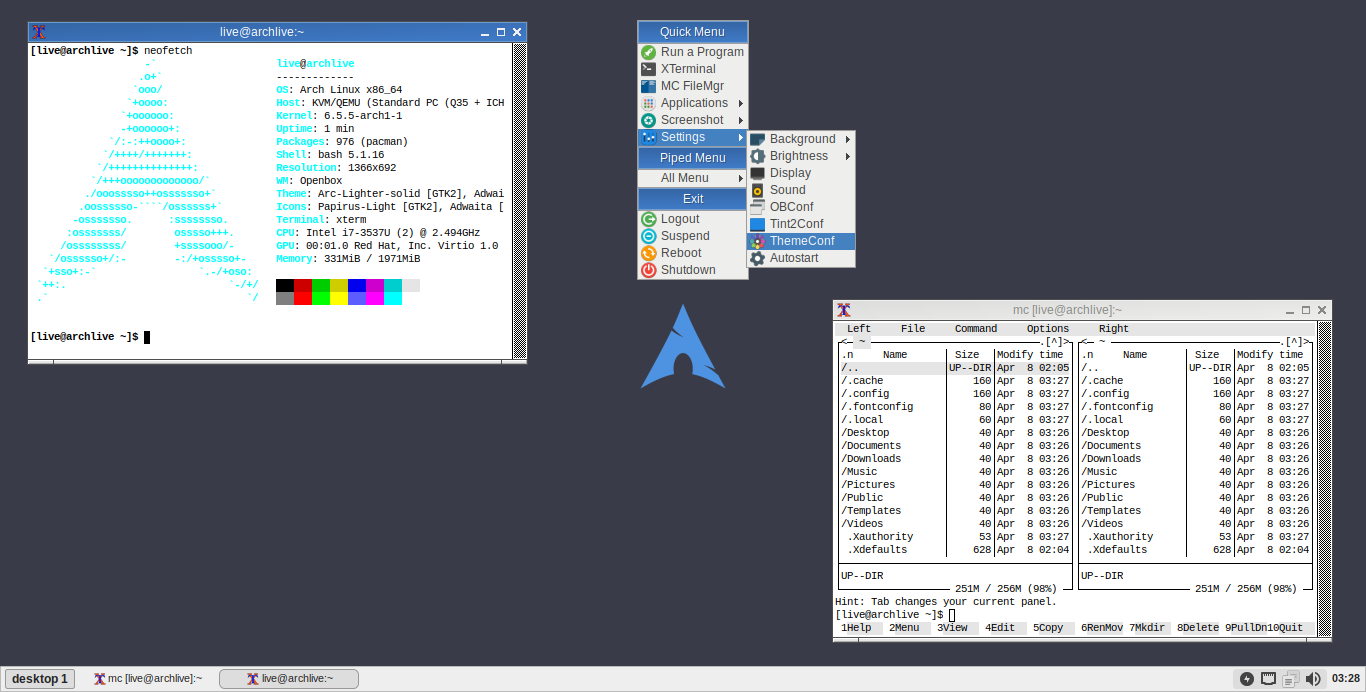 live@archlive:~
[live@archlive ~]$ neofetch
live@archlive
-------------
OS: Arch Linux x86_64
Host: KVM/QEMU (Standard PC (Q35 + ICH
Kernel: 6.5.5-arch1-1
Uptime: 1 min
Packages: 976 (pacman)
Shell: bash 5.1.16
Resolution: 1366x692
WM: Openbox
Theme: Arc-Lighter-solid [GTK2], Adwai
Icons: Papirus-Light [GTK2], Adwaita [
Terminal: xterm
CPU: Intel i7-3537U (2) @ 2.494GHz
GPU: 00:01.0 Red Hat, Inc. Virtio 1.0
Memory: 331MiB / 1971MiB
[live@archlive ~]$
Quick Menu
Run a Program
XTerminal
MC FileMgr
Applications
Screenshot
Settings
Piped Menu
All Menu
Exit
Logout
Suspend
Reboot
Shutdown
Background
Brightness
Display
Sound
OBConf
Tint2Conf
ThemeConf
Autostart
mc [live@archlive]:~
Left File Command Options Right
<- ~ .[^]> <- ~ .[^]>
.n Name Size Modify time .n Name Size Modify time
/.. UP--DIR Apr 8 02:05 /.. UP--DIR Apr 8 02:05
/.cache 160 Apr 8 03:27 /.cache 160 Apr 8 03:27
/.config 160 Apr 8 03:27 /.config 160 Apr 8 03:27
/.fontconfig 80 Apr 8 03:27 /.fontconfig 80 Apr 8 03:27
/.local 60 Apr 8 03:27 /.local 60 Apr 8 03:27
/Desktop 40 Apr 8 03:26 /Desktop 40 Apr 8 03:26
/Documents 40 Apr 8 03:26 /Documents 40 Apr 8 03:26
/Downloads 40 Apr 8 03:26 /Downloads 40 Apr 8 03:26
/Music 40 Apr 8 03:26 /Music 40 Apr 8 03:26
/Pictures 40 Apr 8 03:26 /Pictures 40 Apr 8 03:26
/Public 40 Apr 8 03:26 /Public 40 Apr 8 03:26
/Templates 40 Apr 8 03:26 /Templates 40 Apr 8 03:26
/Videos 40 Apr 8 03:26 /Videos 40 Apr 8 03:26
.Xauthority 53 Apr 8 03:27 .Xauthority 53 Apr 8 03:27
.Xdefaults 628 Apr 8 02:04 .Xdefaults 628 Apr 8 02:04
UP--DIR UP--DIR
251M / 256M (98%) 251M / 256M (98%)
Hint: Tab changes your current panel.
[live@archlive ~]$
1Help 2Menu 3View 4Edit 5Copy 6RenMov 7Mkdir 8Delete 9PullDn 10Quit
desktop 1 mc [live@archlive]:~ live@archlive:~ 03:28